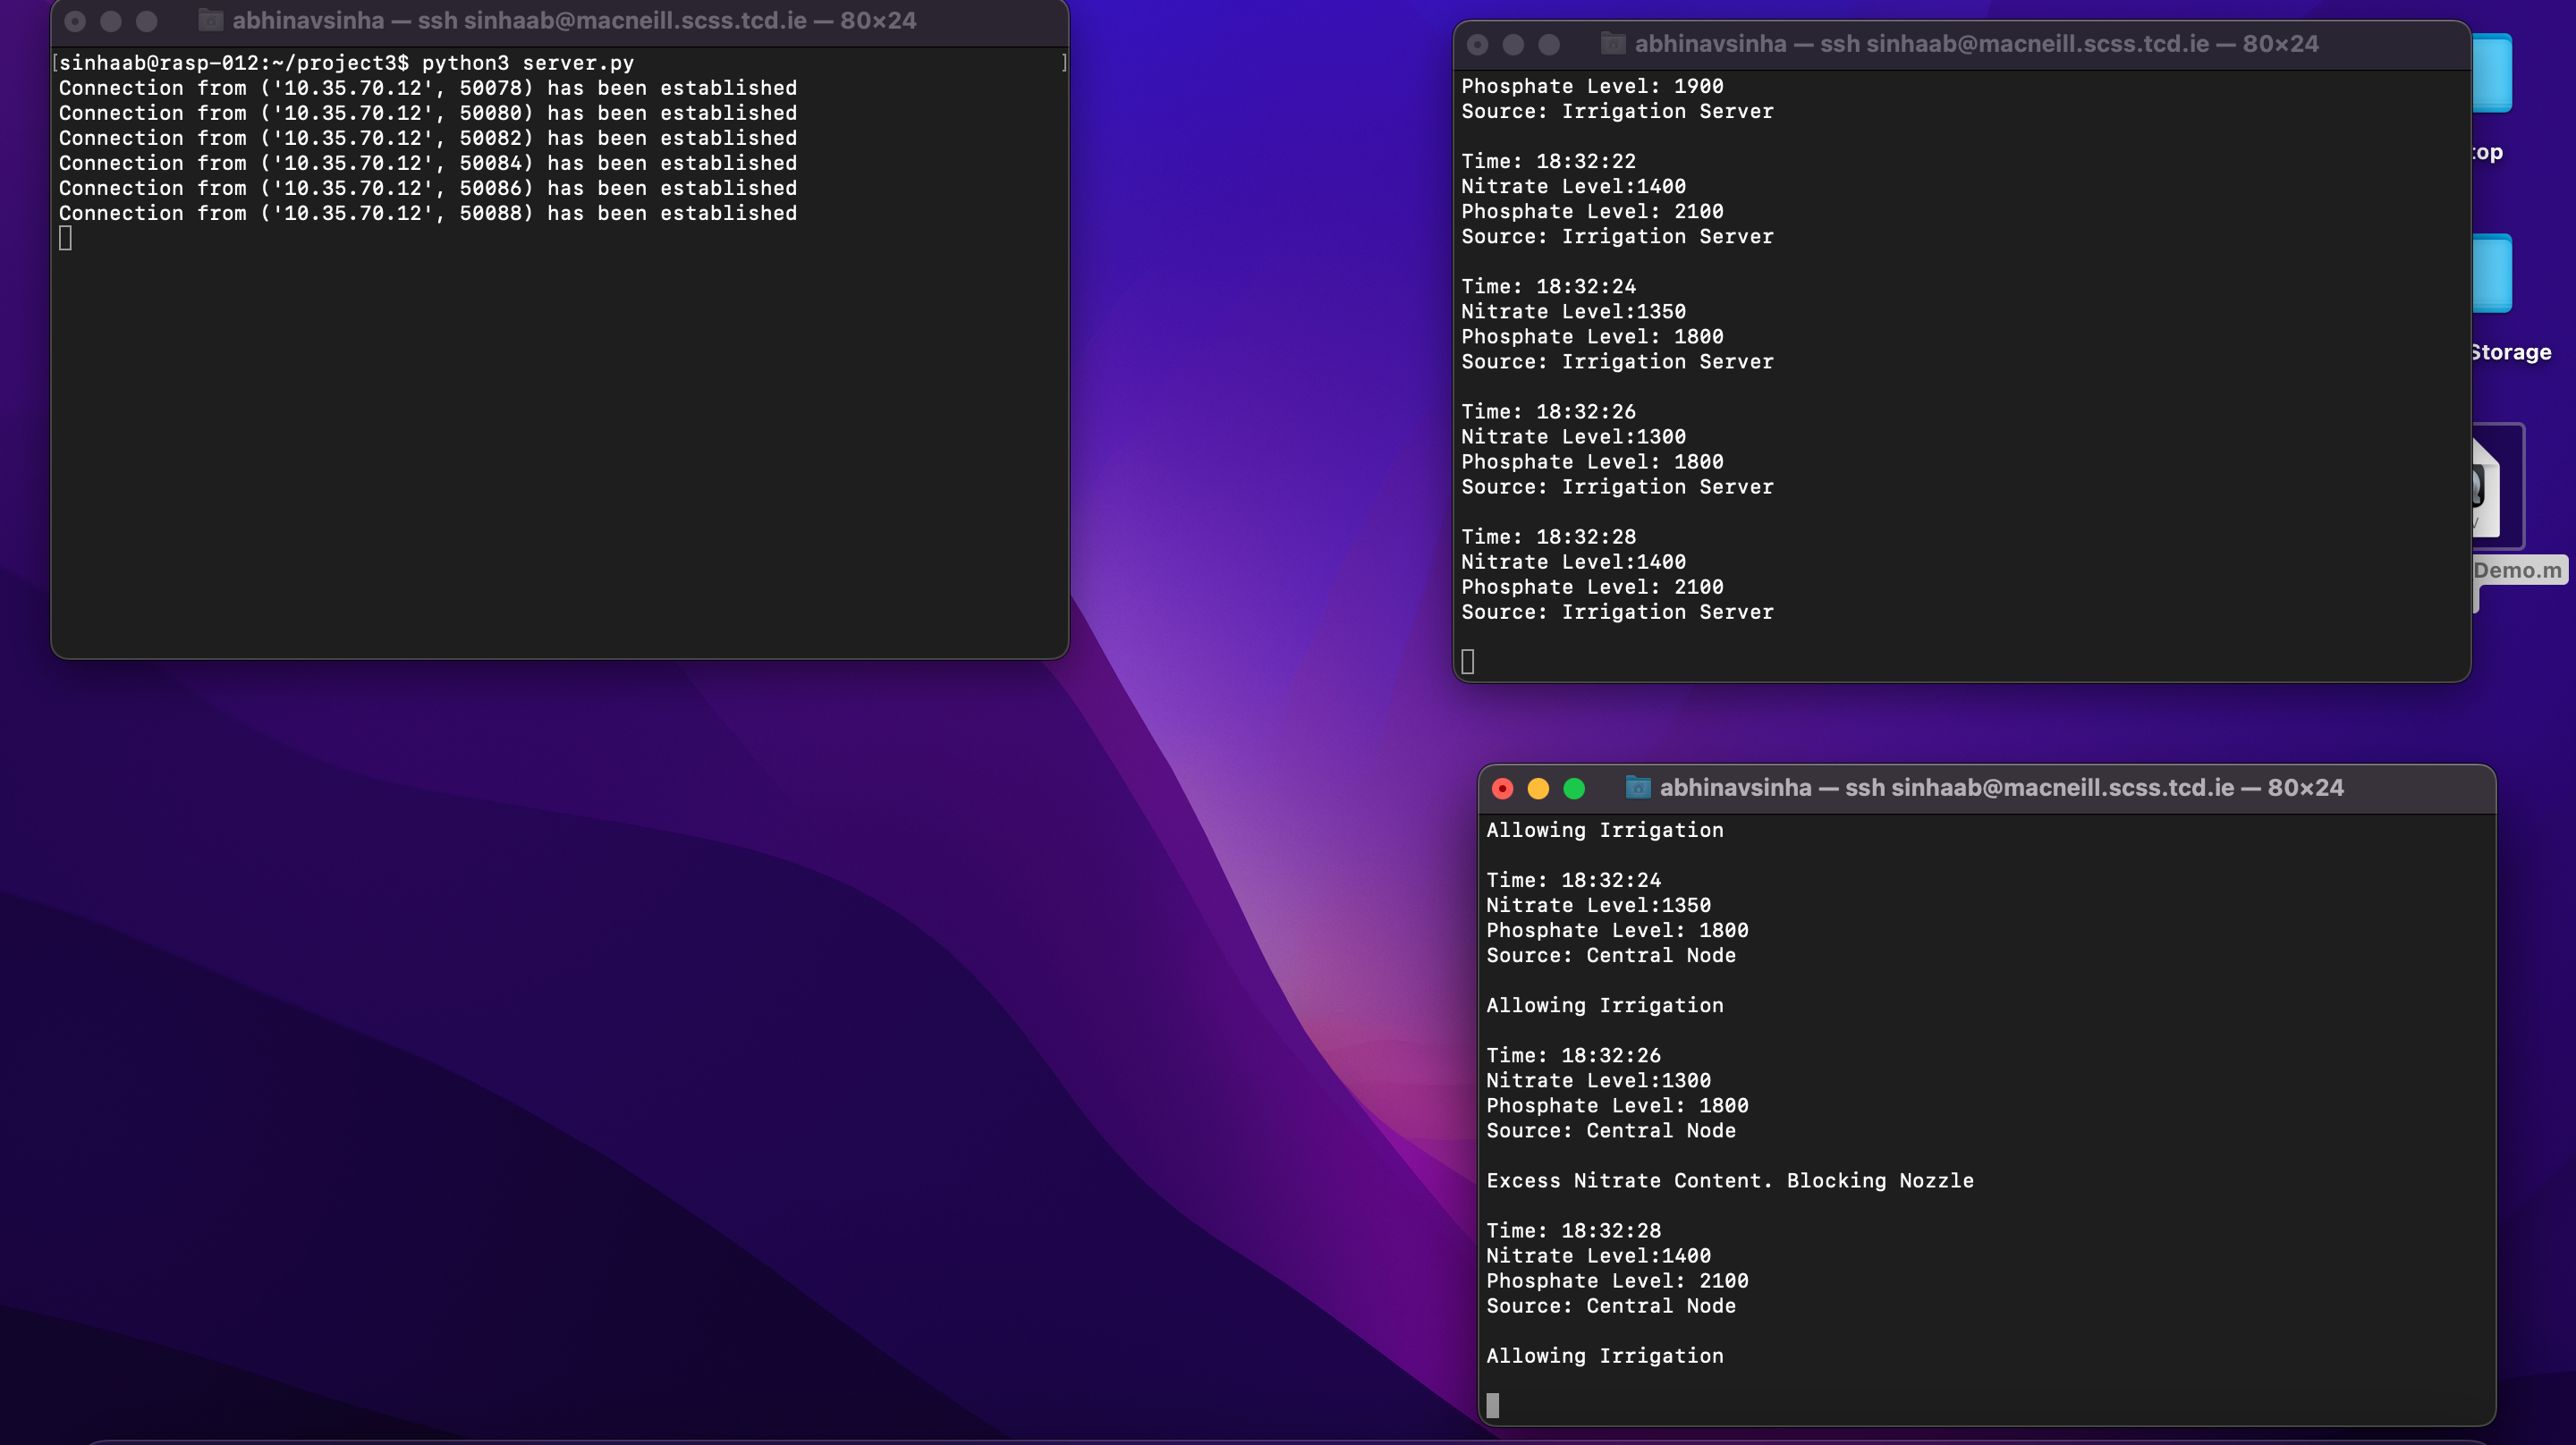 abhinavsinha — ssh sinhaab@macneill.scss.tcd.ie — 80×24
[sinhaab@rasp-012:~/project3$ python3 server.py ]
Connection from ('10.35.70.12', 50078) has been established
Connection from ('10.35.70.12', 50080) has been established
Connection from ('10.35.70.12', 50082) has been established
Connection from ('10.35.70.12', 50084) has been established
Connection from ('10.35.70.12', 50086) has been established
Connection from ('10.35.70.12', 50088) has been established
abhinavsinha — ssh sinhaab@macneill.scss.tcd.ie — 80×24
Phosphate Level: 1900
Source: Irrigation Server
Time: 18:32:22
Nitrate Level:1400
Phosphate Level: 2100
Source: Irrigation Server
Time: 18:32:24
Nitrate Level:1350
Phosphate Level: 1800
Source: Irrigation Server
Time: 18:32:26
Nitrate Level:1300
Phosphate Level: 1800
Source: Irrigation Server
Time: 18:32:28
Nitrate Level:1400
Phosphate Level: 2100
Source: Irrigation Server
top
Storage
Demo.m
abhinavsinha — ssh sinhaab@macneill.scss.tcd.ie — 80×24
Allowing Irrigation
Time: 18:32:24
Nitrate Level:1350
Phosphate Level: 1800
Source: Central Node
Allowing Irrigation
Time: 18:32:26
Nitrate Level:1300
Phosphate Level: 1800
Source: Central Node
Excess Nitrate Content. Blocking Nozzle
Time: 18:32:28
Nitrate Level:1400
Phosphate Level: 2100
Source: Central Node
Allowing Irrigation